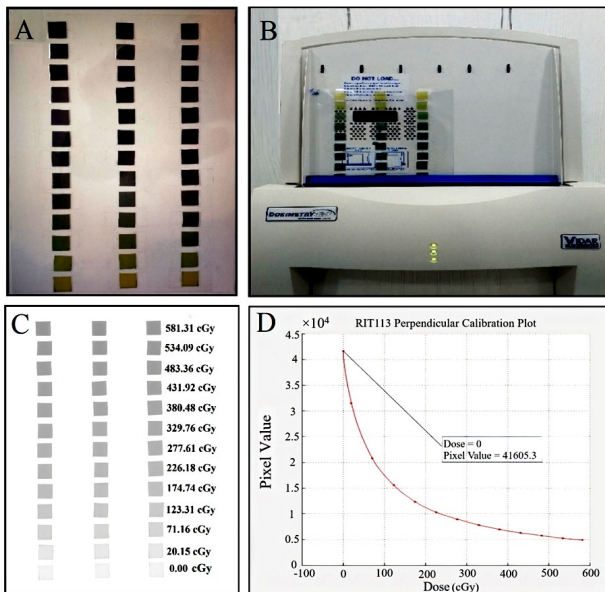 A
B
DO NOT LOAD...
DOSIMETRY PRO
VIDAR
C
581.31 cGy
534.09 cGy
483.36 cGy
431.92 cGy
380.48 cGy
329.76 cGy
277.61 cGy
226.18 cGy
174.74 cGy
123.31 cGy
71.16 cGy
20.15 cGy
0.00 cGy
D
RIT113 Perpendicular Calibration Plot
×10⁴
4.5
4
3.5
3
2.5
2
1.5
1
0.5
0
Pixel Value
Dose = 0
Pixel Value = 41605.3
-100 0 100 200 300 400 500 600
Dose (cGy)